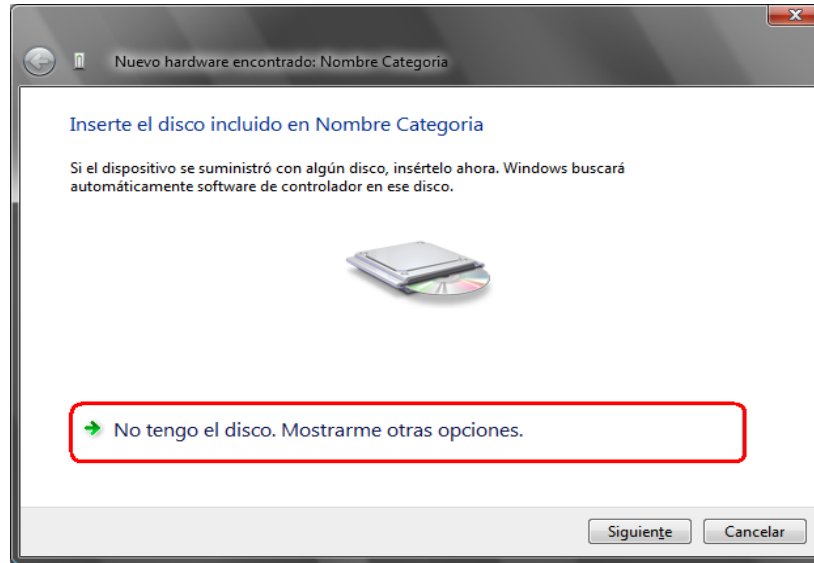 Nuevo hardware encontrado: Nombre Categoria
Inserte el disco incluido en Nombre Categoria
Si el dispositivo se suministró con algún disco, insértelo ahora. Windows buscará
automáticamente software de controlador en ese disco.
No tengo el disco. Mostrarme otras opciones.
Siguiente Cancelar